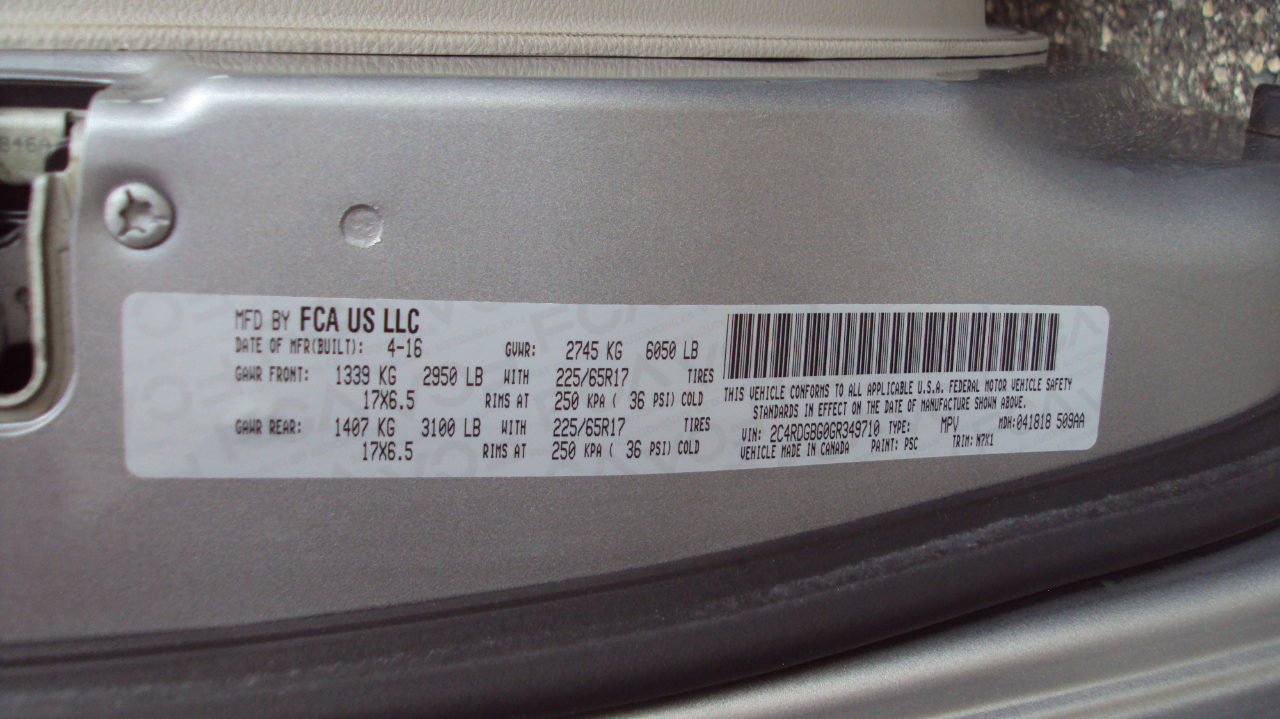 B46A
MFD BY FCA US LLC
DATE OF MFR(BUILT): 4-16 GVWR: 2745 KG 6050 LB
GAWR FRONT: 1339 KG 2950 LB WITH 225/65R17 TIRES
17X6.5 RIMS AT 250 KPA ( 36 PSI) COLD
GAWR REAR: 1407 KG 3100 LB WITH 225/65R17 TIRES
17X6.5 RIMS AT 250 KPA ( 36 PSI) COLD
THIS VEHICLE CONFORMS TO ALL APPLICABLE U.S.A. FEDERAL MOTOR VEHICLE SAFETY
STANDARDS IN EFFECT ON THE DATE OF MANUFACTURE SHOWN ABOVE.
VIN: 2C4RDGBG0GR349710 TYPE: MPV MDH:041818 509AA
VEHICLE MADE IN CANADA PAINT: PSC TRIM: N7X1